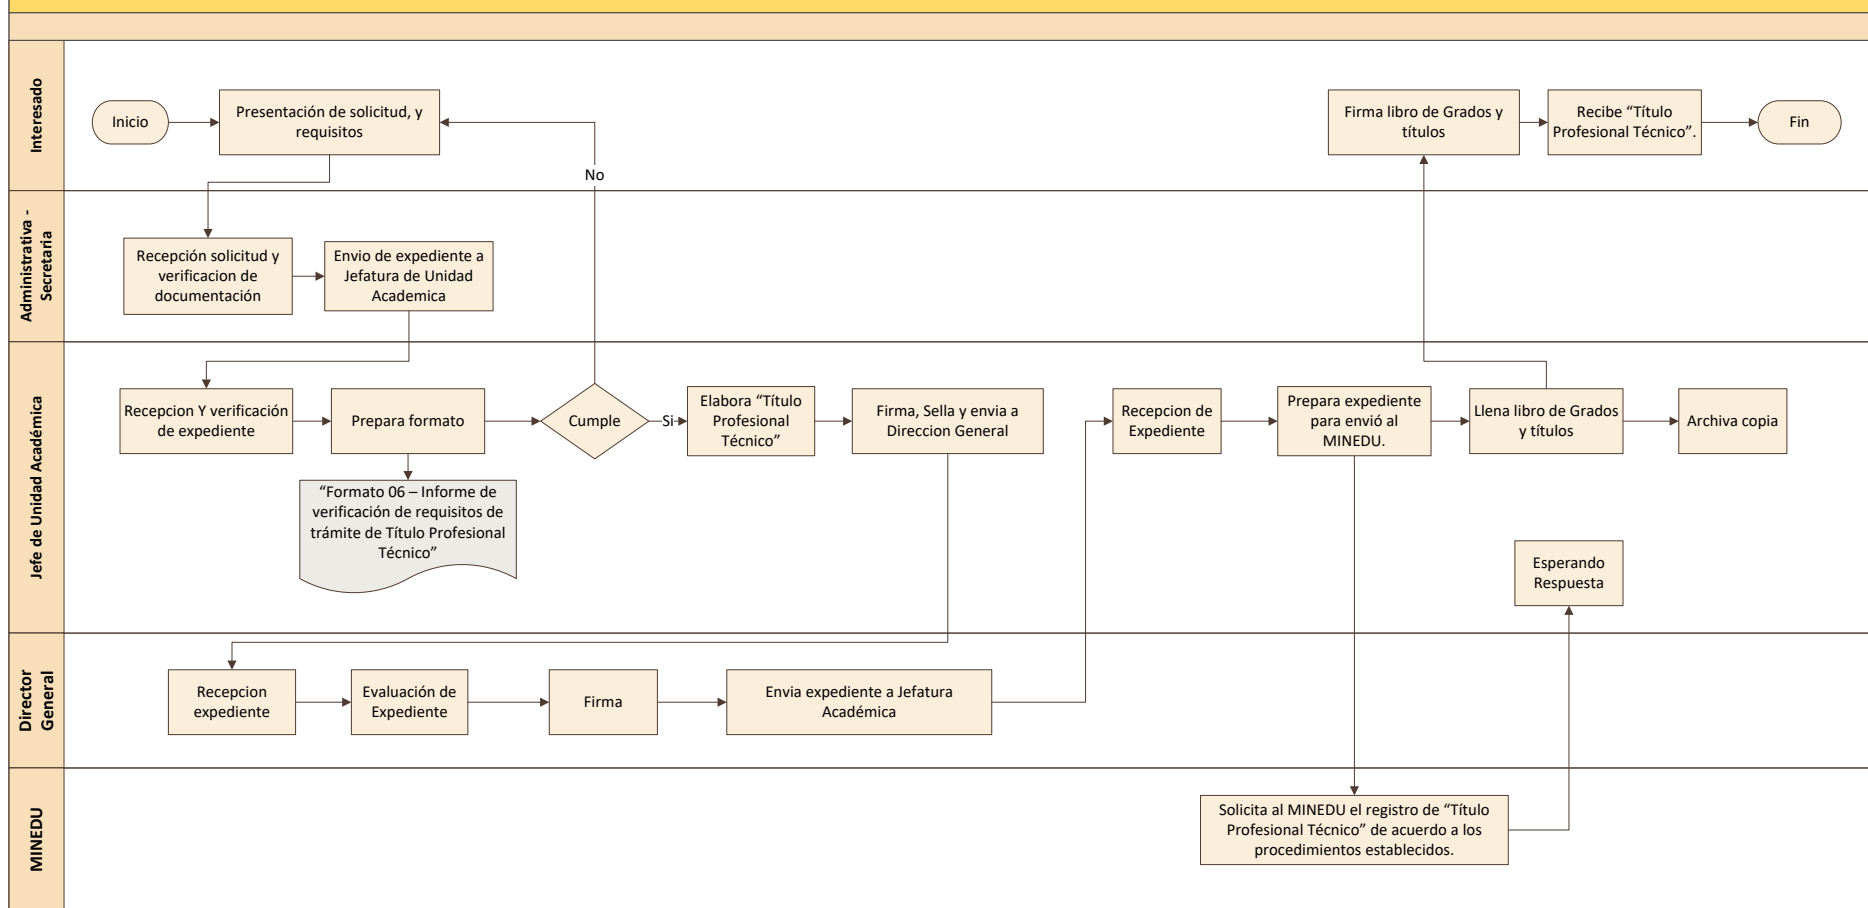 Interesado
Inicio
Presentación de solicitud, y
requisitos
No
Firma libro de Grados y
títulos
Recibe “Título
Profesional Técnico”.
Fin
Administrativa -
Secretaria
Recepción solicitud y
verificacion de
documentación
Envio de expediente a
Jefatura de Unidad
Academica
Jefe de Unidad Académica
Recepcion Y verificación
de expediente
Prepara formato
“Formato 06 – Informe de
verificación de requisitos de
trámite de Título Profesional
Técnico”
Cumple
Si
Elabora “Título
Profesional
Técnico”
Firma, Sella y envia a
Direccion General
Recepcion de
Expediente
Prepara expediente
para envió al
MINEDU.
Llena libro de Grados
y títulos
Archiva copia
Esperando
Respuesta
Director
General
Recepcion
expediente
Evaluación de
Expediente
Firma
Envia expediente a Jefatura
Académica
MINEDU
Solicita al MINEDU el registro de “Título
Profesional Técnico” de acuerdo a los
procedimientos establecidos.